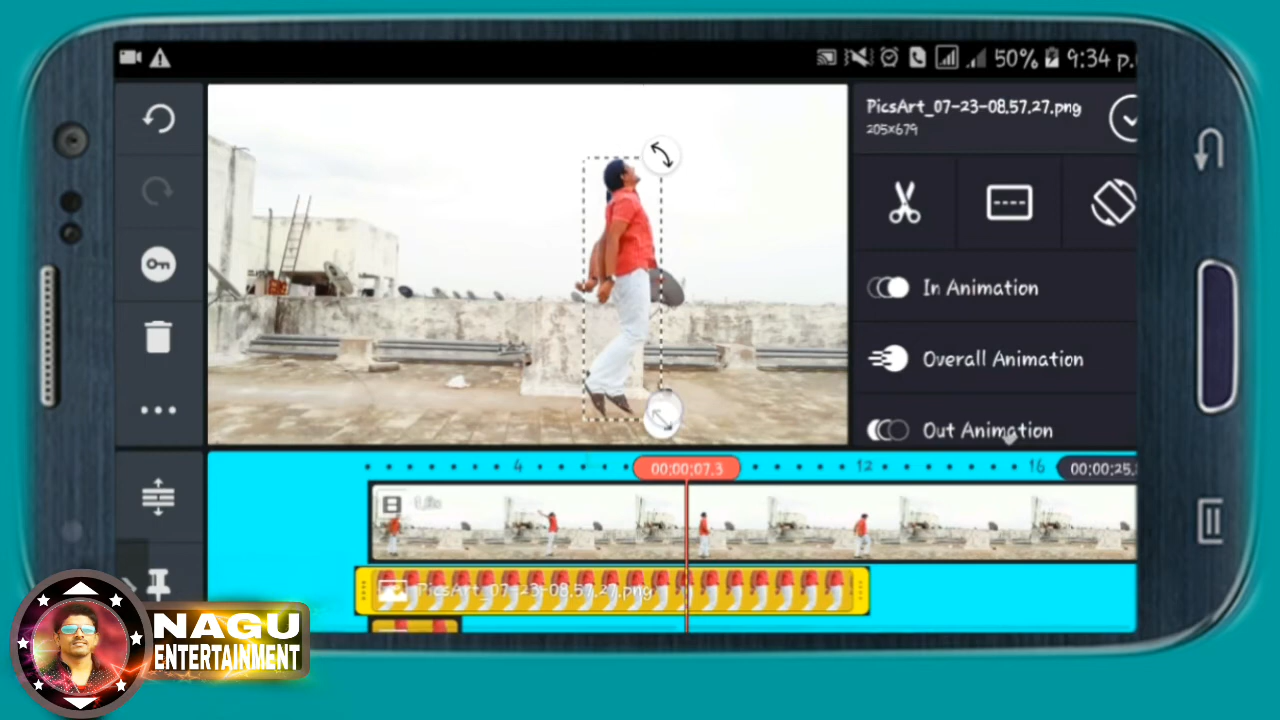 50% 9:34 p.
PicsArt_07-23-08.57.27.png
205x679
In Animation
Overall Animation
Out Animation
4
00:00:07.3
12
16
00:00:25.
PicsArt_07-23-08.57.27.png
NAGU
ENTERTAINMENT